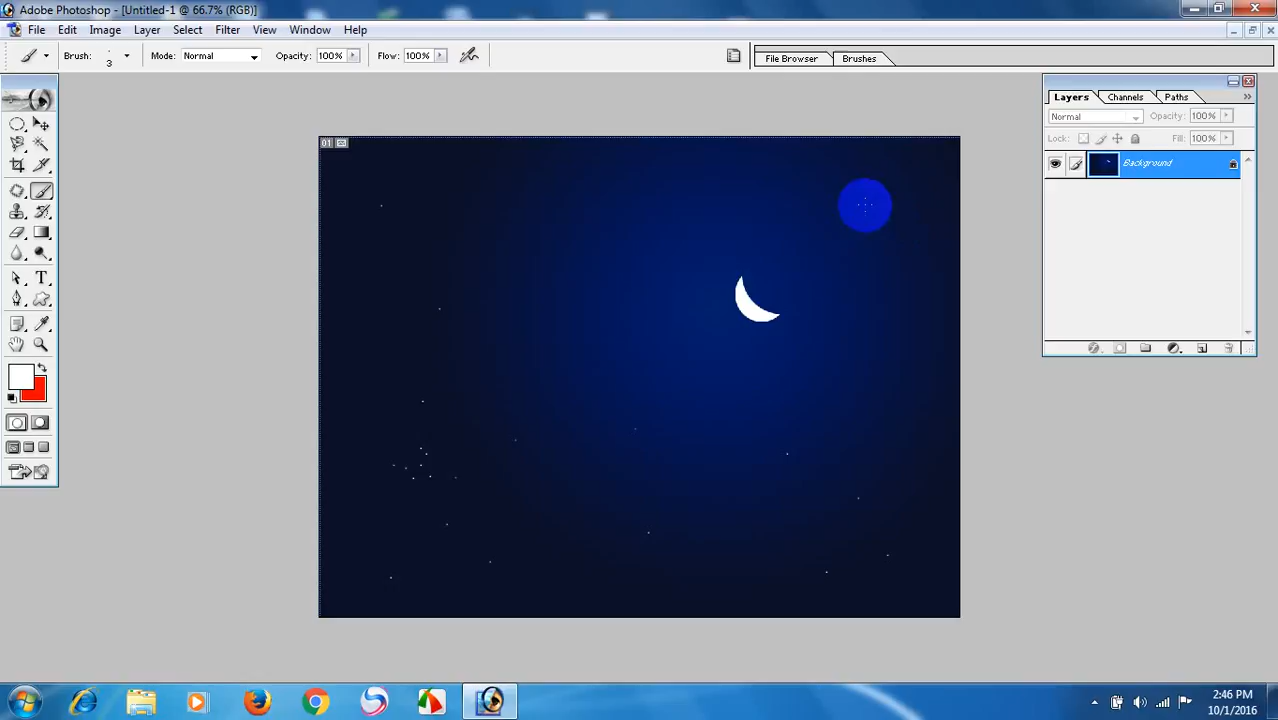 Adobe Photoshop - [Untitled-1 @ 66.7% (RGB)]
File Edit Image Layer Select Filter View Window Help
Brush: 3 Mode: Normal Opacity: 100% Flow: 100% File Browser Brushes
Layers Channels Paths
Normal Opacity: 100%
Lock: Fill: 100%
Background
01
T
2:46 PM
10/1/2016